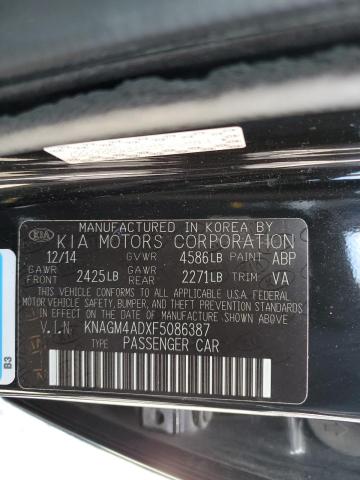 MANUFACTURED IN KOREA BY
KIA KIA MOTORS CORPORATION
12/14 GVWR 4586LB PAINT ABP
GAWR FRONT 2425LB GAWR REAR 2271LB TRIM VA
THIS VEHICLE CONFORMS TO ALL APPLICABLE U.S. FEDERAL
MOTOR VEHICLE SAFETY, BUMPER, AND THEFT PREVENTION
STANDARDS IN EFFECT ON THE DATE OF MANUFACTURE SHOWN ABOVE.
V.I.N KNAGM4ADXF5086387
TYPE PASSENGER CAR
B3